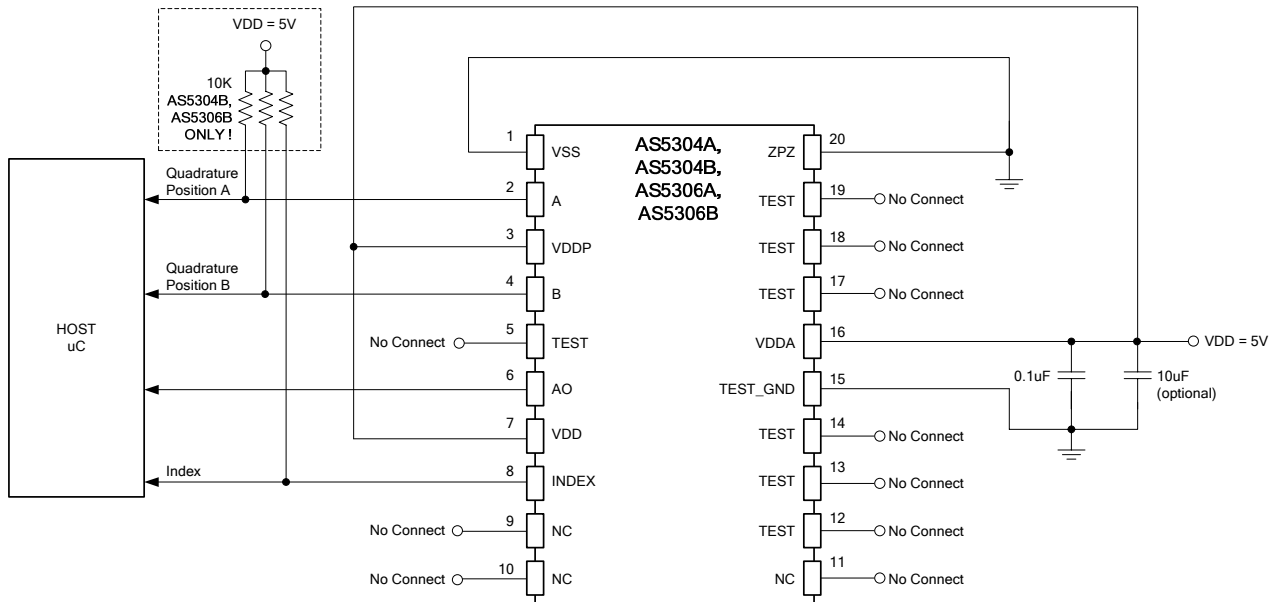 VDD = 5V
10K
AS5304B,
AS5306B
ONLY !
HOST
uC
Quadrature
Position A
Quadrature
Position B
Index
AS5304A,
AS5304B,
AS5306A,
AS5306B
1
VSS
2
A
3
VDDP
4
B
No Connect
5
TEST
6
AO
7
VDD
8
INDEX
No Connect
9
NC
No Connect
10
NC
20
ZPZ
19
TEST
No Connect
18
TEST
No Connect
17
TEST
No Connect
16
VDDA
VDD = 5V
0.1uF
10uF
(optional)
15
TEST_GND
14
TEST
No Connect
13
TEST
No Connect
12
TEST
No Connect
11
NC
No Connect